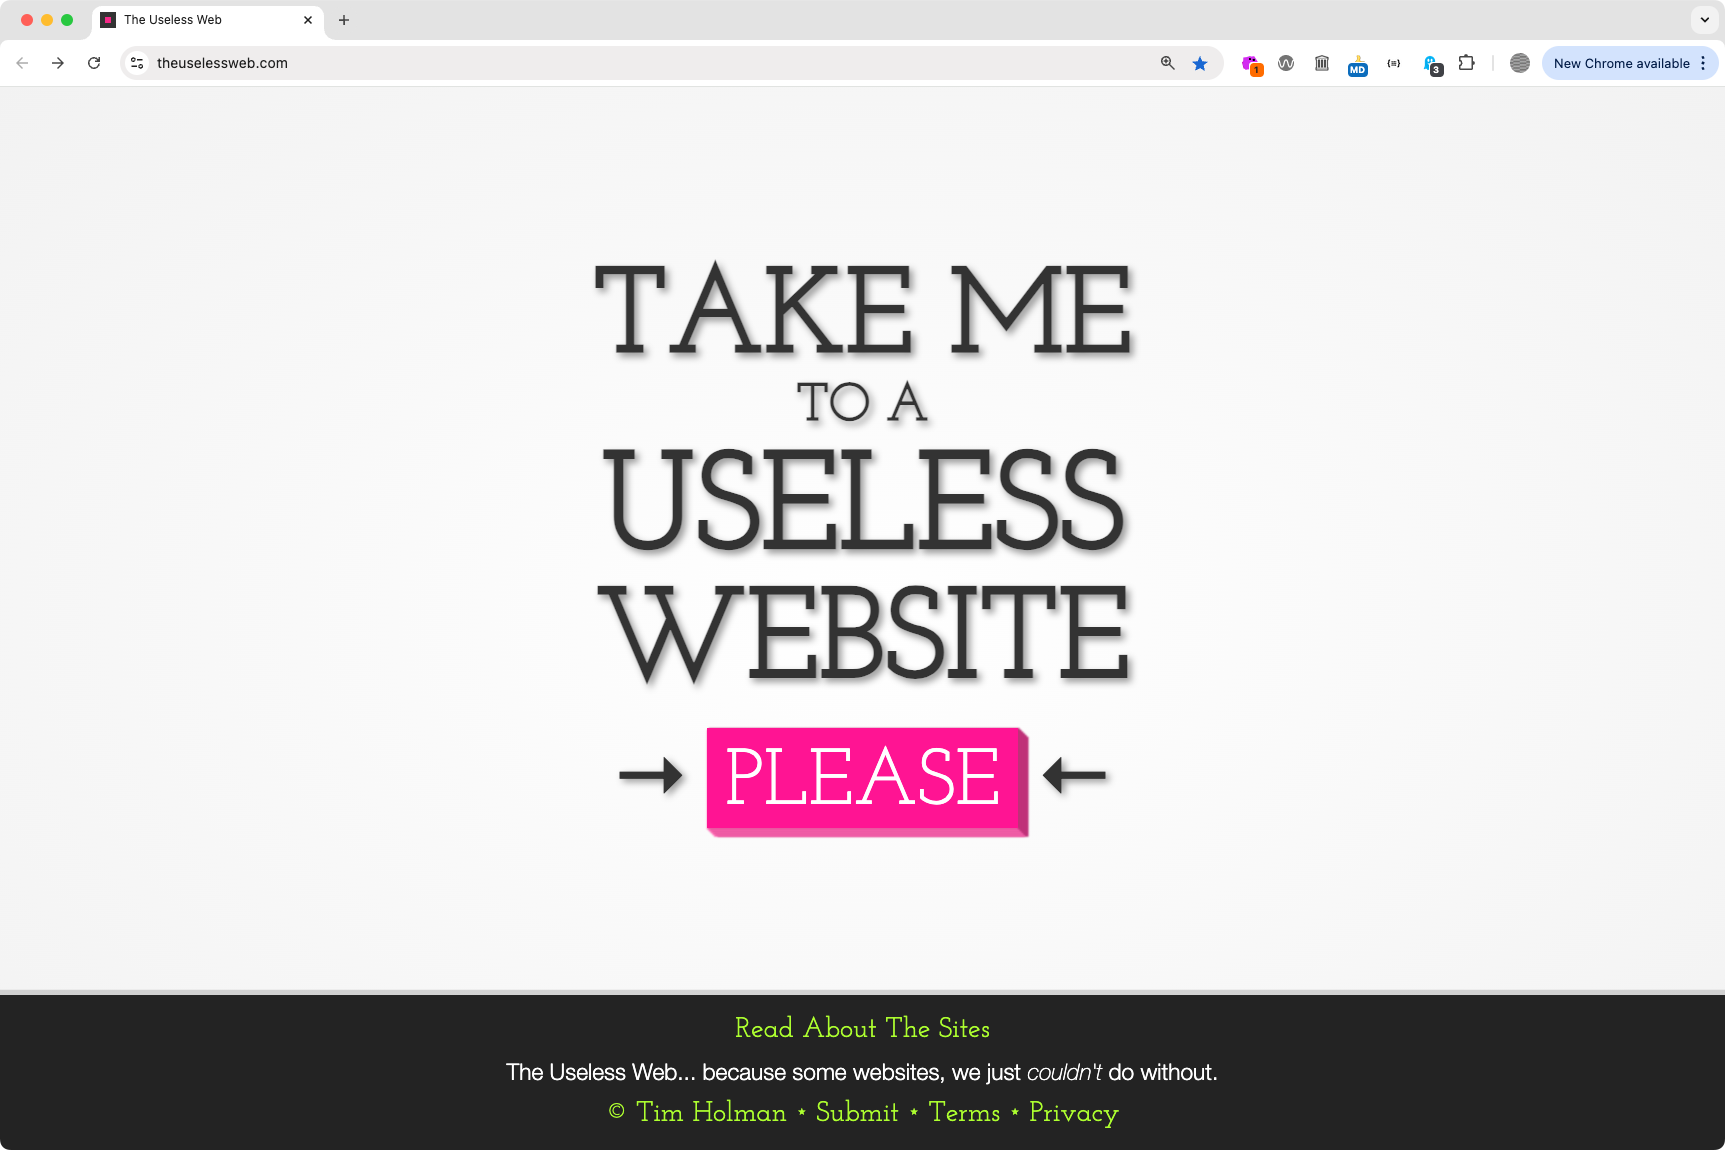 The Useless Web
theuselessweb.com
1
MD
3
New Chrome available
TAKE ME
TO A
USELESS
WEBSITE
PLEASE
Read About The Sites
The Useless Web... because some websites, we just couldn't do without.
© Tim Holman • Submit • Terms • Privacy